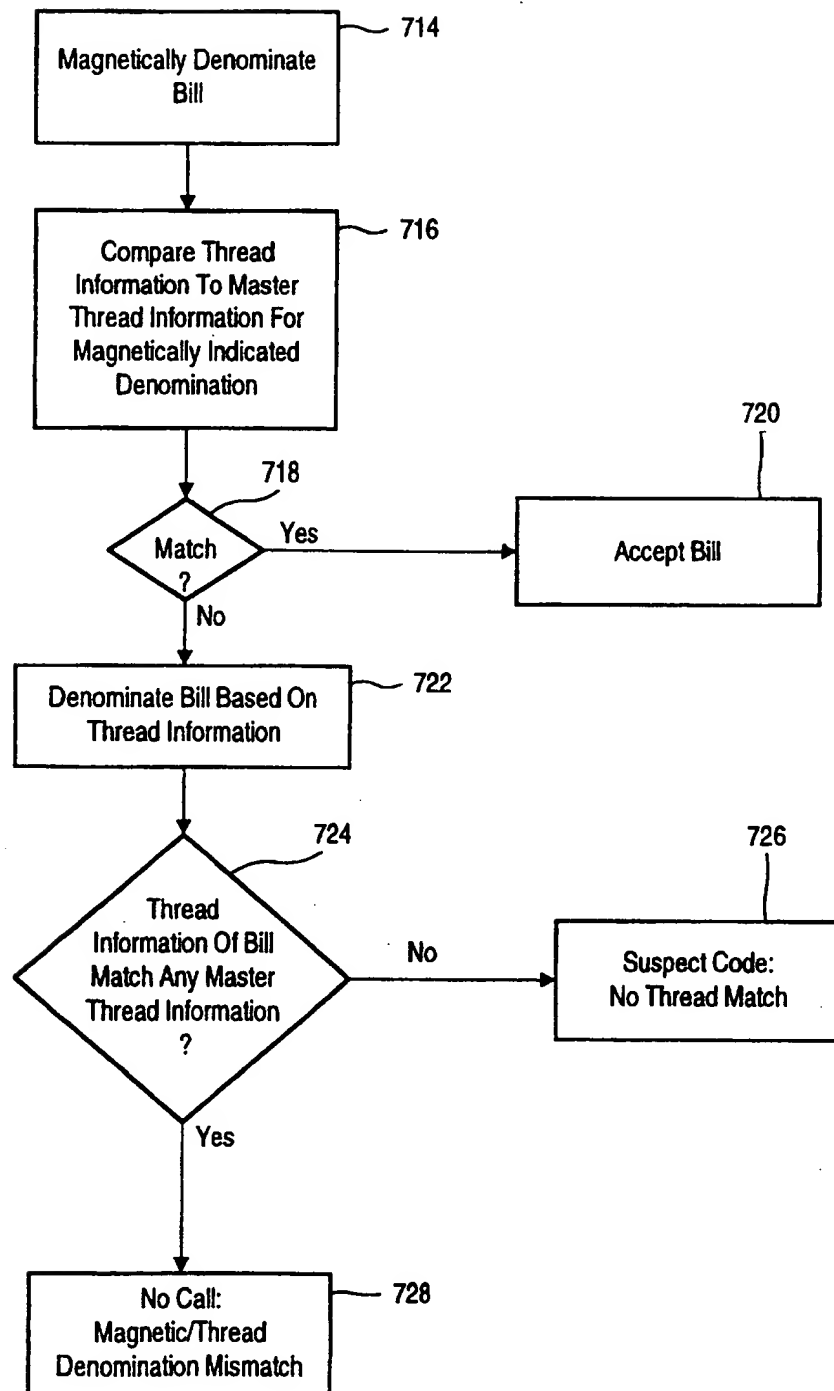 714
Magnetically Denominate
Bill
716
Compare Thread
Information To Master
Thread Information For
Magnetically Indicated
Denomination
718
720
Match
?
Yes
Accept Bill
No
722
Denominate Bill Based On
Thread Information
724
726
Thread
Information Of Bill
Match Any Master
Thread Information
?
No
Suspect Code:
No Thread Match
Yes
728
No Call:
Magnetic/Thread
Denomination Mismatch